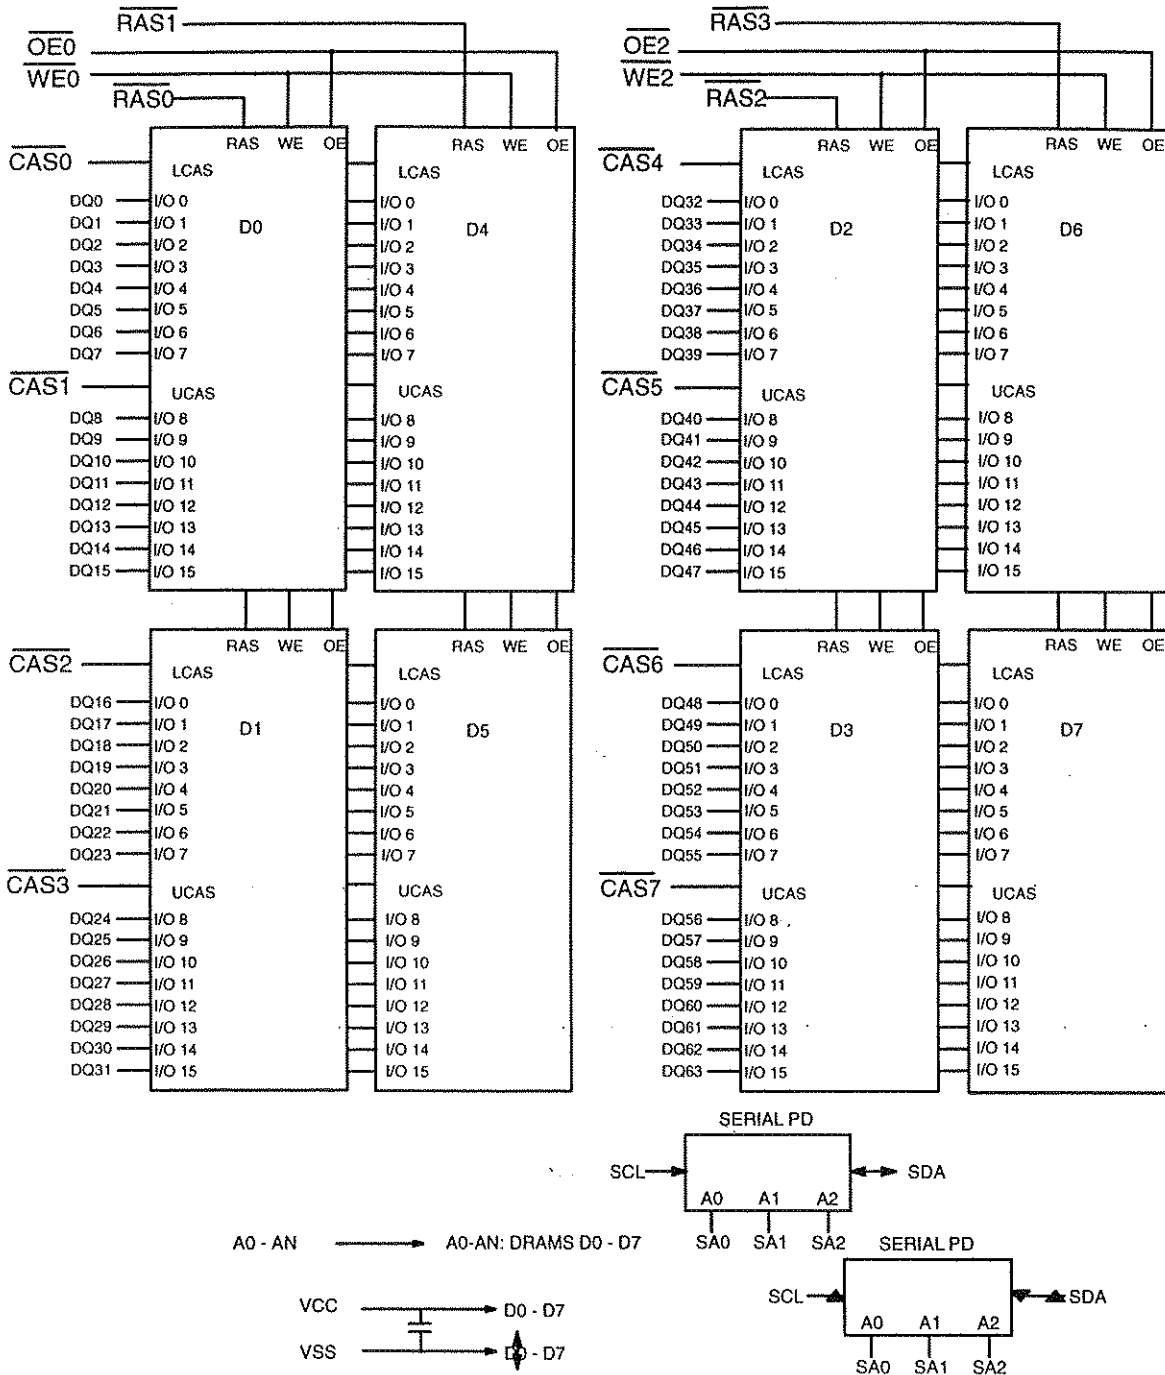 RAS1 RAS3
OE0 OE2
WE0 WE2
RAS0 RAS2
RAS WE OE RAS WE OE RAS WE OE RAS WE OE
CAS0 LCAS LCAS CAS4 LCAS LCAS
DQ0 I/O 0 I/O 0 DQ32 I/O 0 I/O 0
DQ1 I/O 1 D0 I/O 1 D4 DQ33 I/O 1 D2 I/O 1 D6
DQ2 I/O 2 I/O 2 DQ34 I/O 2 I/O 2
DQ3 I/O 3 I/O 3 DQ35 I/O 3 I/O 3
DQ4 I/O 4 I/O 4 DQ36 I/O 4 I/O 4
DQ5 I/O 5 I/O 5 DQ37 I/O 5 I/O 5
DQ6 I/O 6 I/O 6 DQ38 I/O 6 I/O 6
DQ7 I/O 7 I/O 7 DQ39 I/O 7 I/O 7
CAS1 UCAS UCAS CAS5 UCAS UCAS
DQ8 I/O 8 I/O 8 DQ40 I/O 8 I/O 8
DQ9 I/O 9 I/O 9 DQ41 I/O 9 I/O 9
DQ10 I/O 10 I/O 10 DQ42 I/O 10 I/O 10
DQ11 I/O 11 I/O 11 DQ43 I/O 11 I/O 11
DQ12 I/O 12 I/O 12 DQ44 I/O 12 I/O 12
DQ13 I/O 13 I/O 13 DQ45 I/O 13 I/O 13
DQ14 I/O 14 I/O 14 DQ46 I/O 14 I/O 14
DQ15 I/O 15 I/O 15 DQ47 I/O 15 I/O 15
RAS WE OE RAS WE OE RAS WE OE RAS WE OE
CAS2 LCAS LCAS CAS6 LCAS LCAS
DQ16 I/O 0 I/O 0 DQ48 I/O 0 I/O 0
DQ17 I/O 1 D1 I/O 1 D5 DQ49 I/O 1 D3 I/O 1 D7
DQ18 I/O 2 I/O 2 DQ50 I/O 2 I/O 2
DQ19 I/O 3 I/O 3 DQ51 I/O 3 I/O 3
DQ20 I/O 4 I/O 4 DQ52 I/O 4 I/O 4
DQ21 I/O 5 I/O 5 DQ53 I/O 5 I/O 5
DQ22 I/O 6 I/O 6 DQ54 I/O 6 I/O 6
DQ23 I/O 7 I/O 7 DQ55 I/O 7 I/O 7
CAS3 UCAS UCAS CAS7 UCAS UCAS
DQ24 I/O 8 I/O 8 DQ56 I/O 8 I/O 8
DQ25 I/O 9 I/O 9 DQ57 I/O 9 I/O 9
DQ26 I/O 10 I/O 10 DQ58 I/O 10 I/O 10
DQ27 I/O 11 I/O 11 DQ59 I/O 11 I/O 11
DQ28 I/O 12 I/O 12 DQ60 I/O 12 I/O 12
DQ29 I/O 13 I/O 13 DQ61 I/O 13 I/O 13
DQ30 I/O 14 I/O 14 DQ62 I/O 14 I/O 14
DQ31 I/O 15 I/O 15 DQ63 I/O 15 I/O 15
SERIAL PD
SCL SDA
A0 A1 A2
A0 - AN A0-AN: DRAMS D0 - D7 SA0 SA1 SA2
SERIAL PD
VCC D0 - D7 SCL SDA
A0 A1 A2
VSS D0 - D7
SA0 SA1 SA2